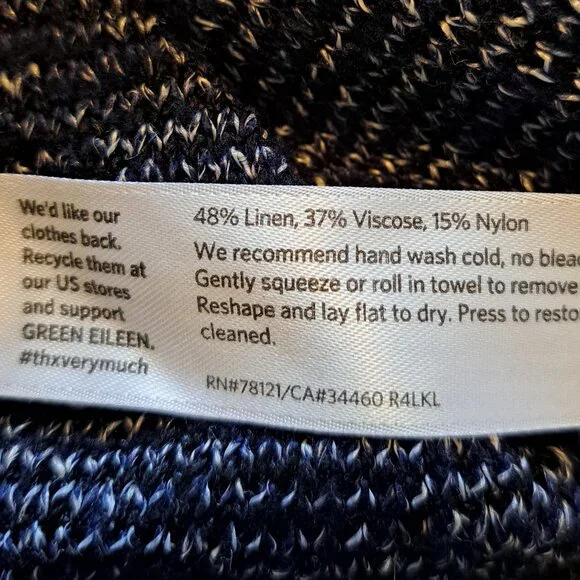 We'd like our
clothes back.
Recycle them at
our US stores
and support
GREEN EILEEN.
#thxverymuch
48% Linen, 37% Viscose, 15% Nylon
We recommend hand wash cold, no bleac
Gently squeeze or roll in towel to remove
Reshape and lay flat to dry. Press to resto
cleaned.
RN#78121/CA#34460 R4LKL